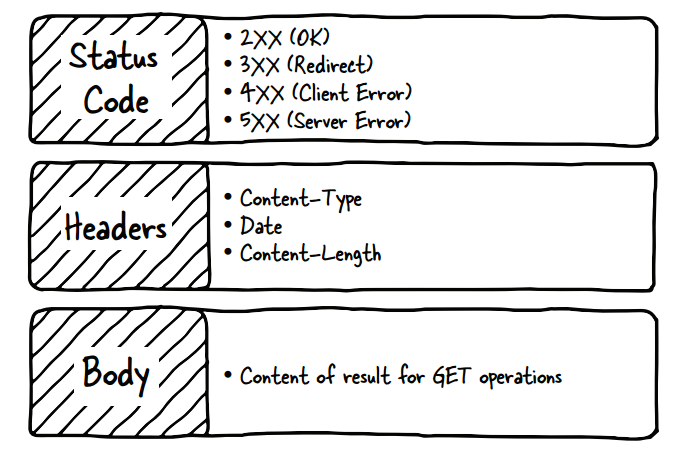 Status
Code
• 2XX (OK)
• 3XX (Redirect)
• 4XX (Client Error)
• 5XX (Server Error)
Headers
• Content-Type
• Date
• Content-Length
Body
• Content of result for GET operations